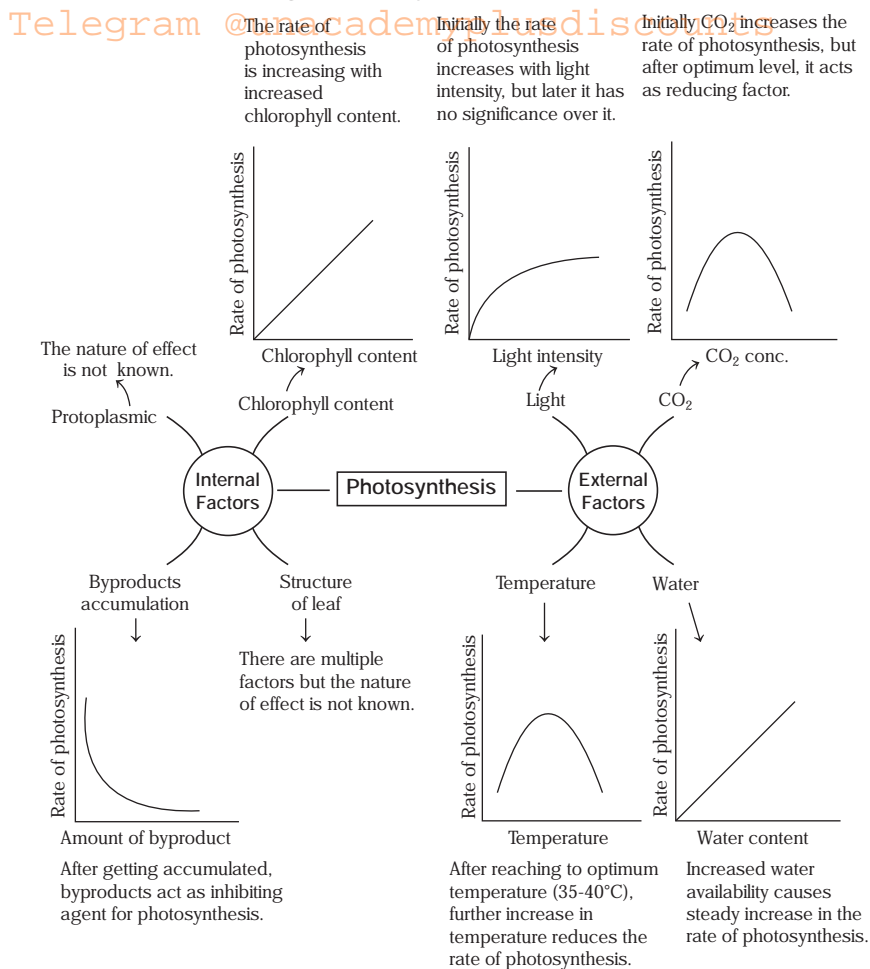 Telegram @unacademyplusdiscounts
The rate of
photosynthesis
is increasing with
increased
chlorophyll content.
Initially the rate
of photosynthesis
increases with light
intensity, but later it has
no significance over it.
Initially CO₂ increases the
rate of photosynthesis, but
after optimum level, it acts
as reducing factor.
Rate of photosynthesis
Chlorophyll content
Rate of photosynthesis
Light intensity
Rate of photosynthesis
CO₂ conc.
The nature of effect
is not known.
Protoplasmic
Chlorophyll content
Light
CO₂
Internal
Factors
Photosynthesis
External
Factors
Byproducts
accumulation
Structure
of leaf
Temperature
Water
There are multiple
factors but the nature
of effect is not known.
Rate of photosynthesis
Amount of byproduct
After getting accumulated,
byproducts act as inhibiting
agent for photosynthesis.
Rate of photosynthesis
Temperature
After reaching to optimum
temperature (35-40°C),
further increase in
temperature reduces the
rate of photosynthesis.
Rate of photosynthesis
Water content
Increased water
availability causes
steady increase in the
rate of photosynthesis.